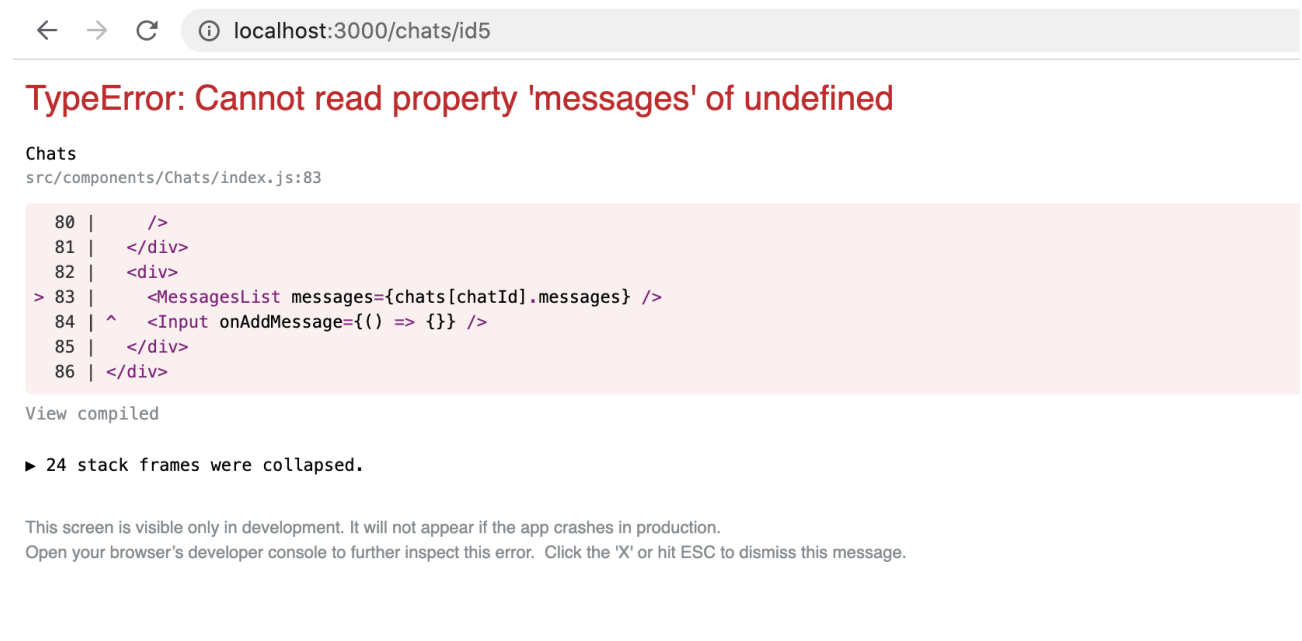 localhost:3000/chats/id5
TypeError: Cannot read property 'messages' of undefined
Chats
src/components/Chats/index.js:83
80 |     />
81 |   </div>
82 |   <div>
> 83 |     <MessagesList messages={chats[chatId].messages} />
84 | ^   <Input onAddMessage={() => {}} />
85 |   </div>
86 | </div>
View compiled
▶ 24 stack frames were collapsed.
This screen is visible only in development. It will not appear if the app crashes in production.
Open your browser’s developer console to further inspect this error.  Click the 'X' or hit ESC to dismiss this message.